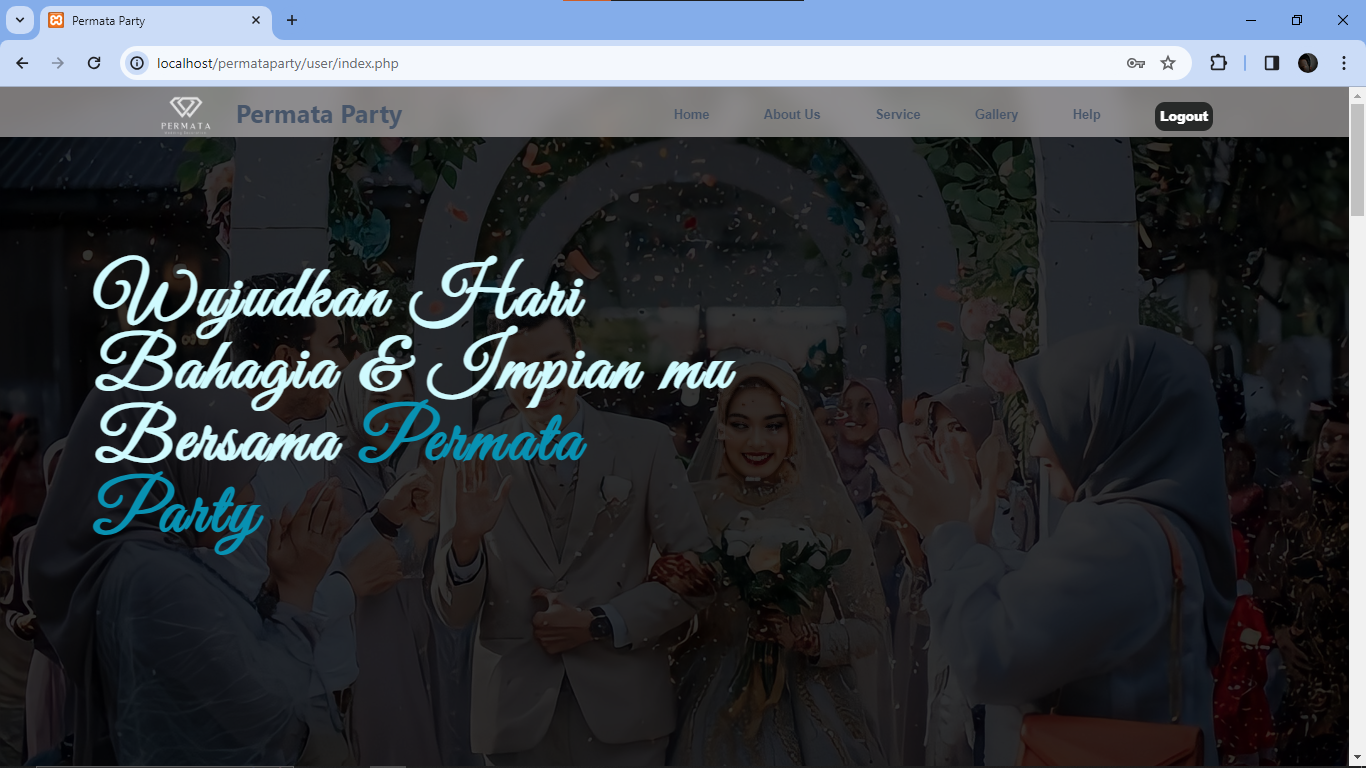 Permata Party
localhost/permataparty/user/index.php
PERMATA
Permata Party
Home
About Us
Service
Gallery
Help
Logout
Wujudkan Hari
Bahagia & Impian mu
Bersama Permata
Party